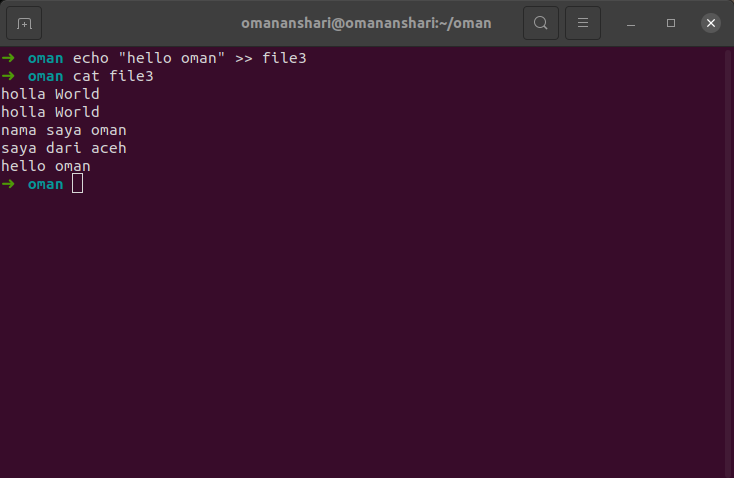 omananshari@omananshari:~/oman
➜ oman echo "hello oman" >> file3
➜ oman cat file3
holla World
holla World
nama saya oman
saya dari aceh
hello oman
➜ oman